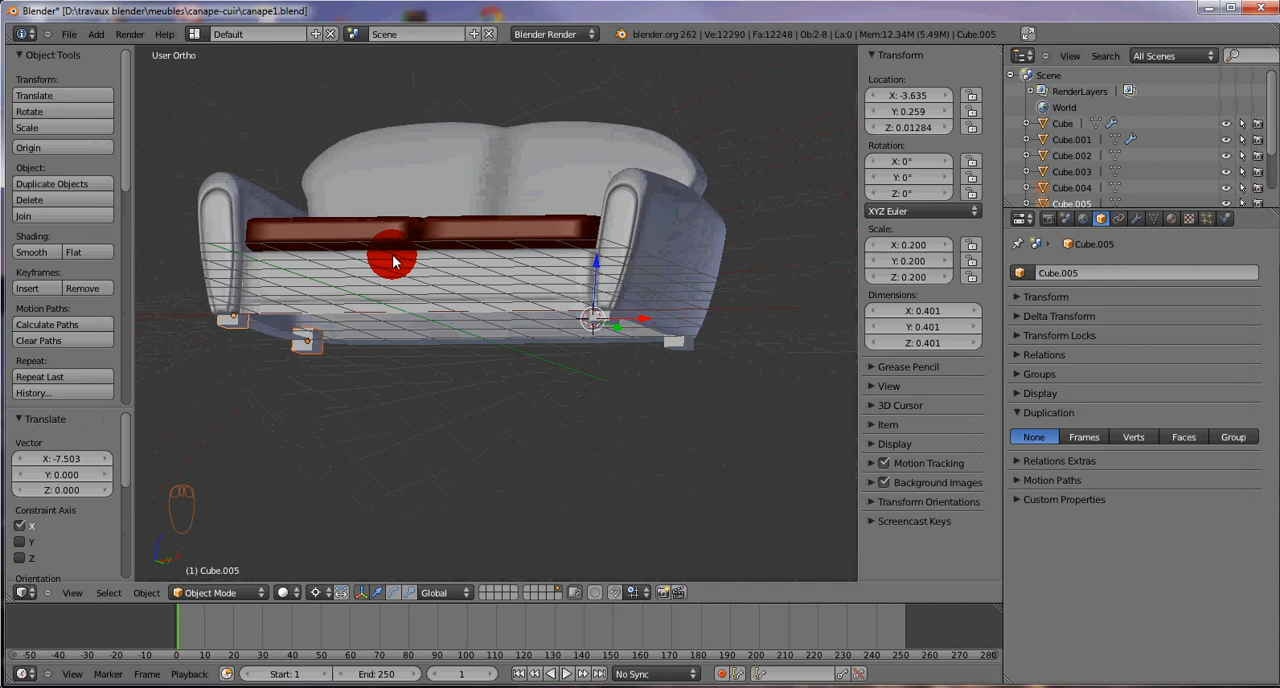 Blender* [D:\travaux blender\meubles\canape-cuir\canape1.blend]
File Add Render Help Default Scene Blender Render blender.org 262 | Ve:12290 | Fa:12248 | Ob:2-8 | La:0 | Mem:12.34M (5.49M) | Cube.005
Object Tools
Transform:
Translate
Rotate
Scale
Origin
Object:
Duplicate Objects
Delete
Join
Shading:
Smooth Flat
Keyframes:
Insert Remove
Motion Paths:
Calculate Paths
Clear Paths
Repeat:
Repeat Last
History...
Translate
Vector
X: -7.503
Y: 0.000
Z: 0.000
Constraint Axis
X
Y
Z
Orientation
User Ortho
(1) Cube.005
View Select Object Object Mode Global
Transform
Location:
X: -3.635
Y: 0.259
Z: 0.01284
Rotation:
X: 0°
Y: 0°
Z: 0°
XYZ Euler
Scale:
X: 0.200
Y: 0.200
Z: 0.200
Dimensions:
X: 0.401
Y: 0.401
Z: 0.401
Grease Pencil
View
3D Cursor
Item
Display
Motion Tracking
Background Images
Transform Orientations
Screencast Keys
View Search: All Scenes
Scene
RenderLayers
World
Cube
Cube.001
Cube.002
Cube.003
Cube.004
Cube.005
Cube.005
Cube.005
Transform
Delta Transform
Transform Locks
Relations
Groups
Display
Duplication
None Frames Verts Faces Group
Relations Extras
Motion Paths
Custom Properties
-50 -40 -30 -20 -10 0 10 20 30 40 50 60 70 80 90 100 110 120 130 140 150 160 170 180 190 200 210 220 230 240 250 260 270 280
View Marker Frame Playback Start: 1 End: 250 1 No Sync